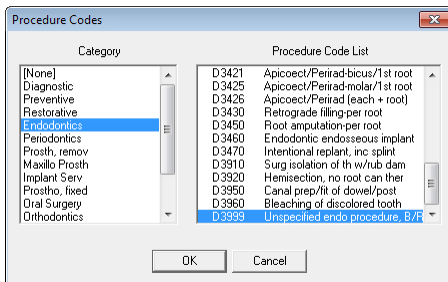 Procedure Codes
Category
[None]
Diagnostic
Preventive
Restorative
Endodontics
Periodontics
Prosth, remov
Maxillo Prosth
Implant Serv
Prostho, fixed
Oral Surgery
Orthodontics
Procedure Code List
D3421 Apicoect/Perirad-bicus/1st root
D3425 Apicoect/Perirad-molar/1st root
D3426 Apicoect/Perirad (each + root)
D3430 Retrograde filling-per root
D3450 Root amputation-per root
D3460 Endodontic endosseous implant
D3470 Intentional replant, inc splint
D3910 Surg isolation of th w/rub dam
D3920 Hemisection, no root can ther
D3950 Canal prep/fit of dowel/post
D3960 Bleaching of discolored tooth
D3999 Unspecified endo procedure, B/R
OK
Cancel